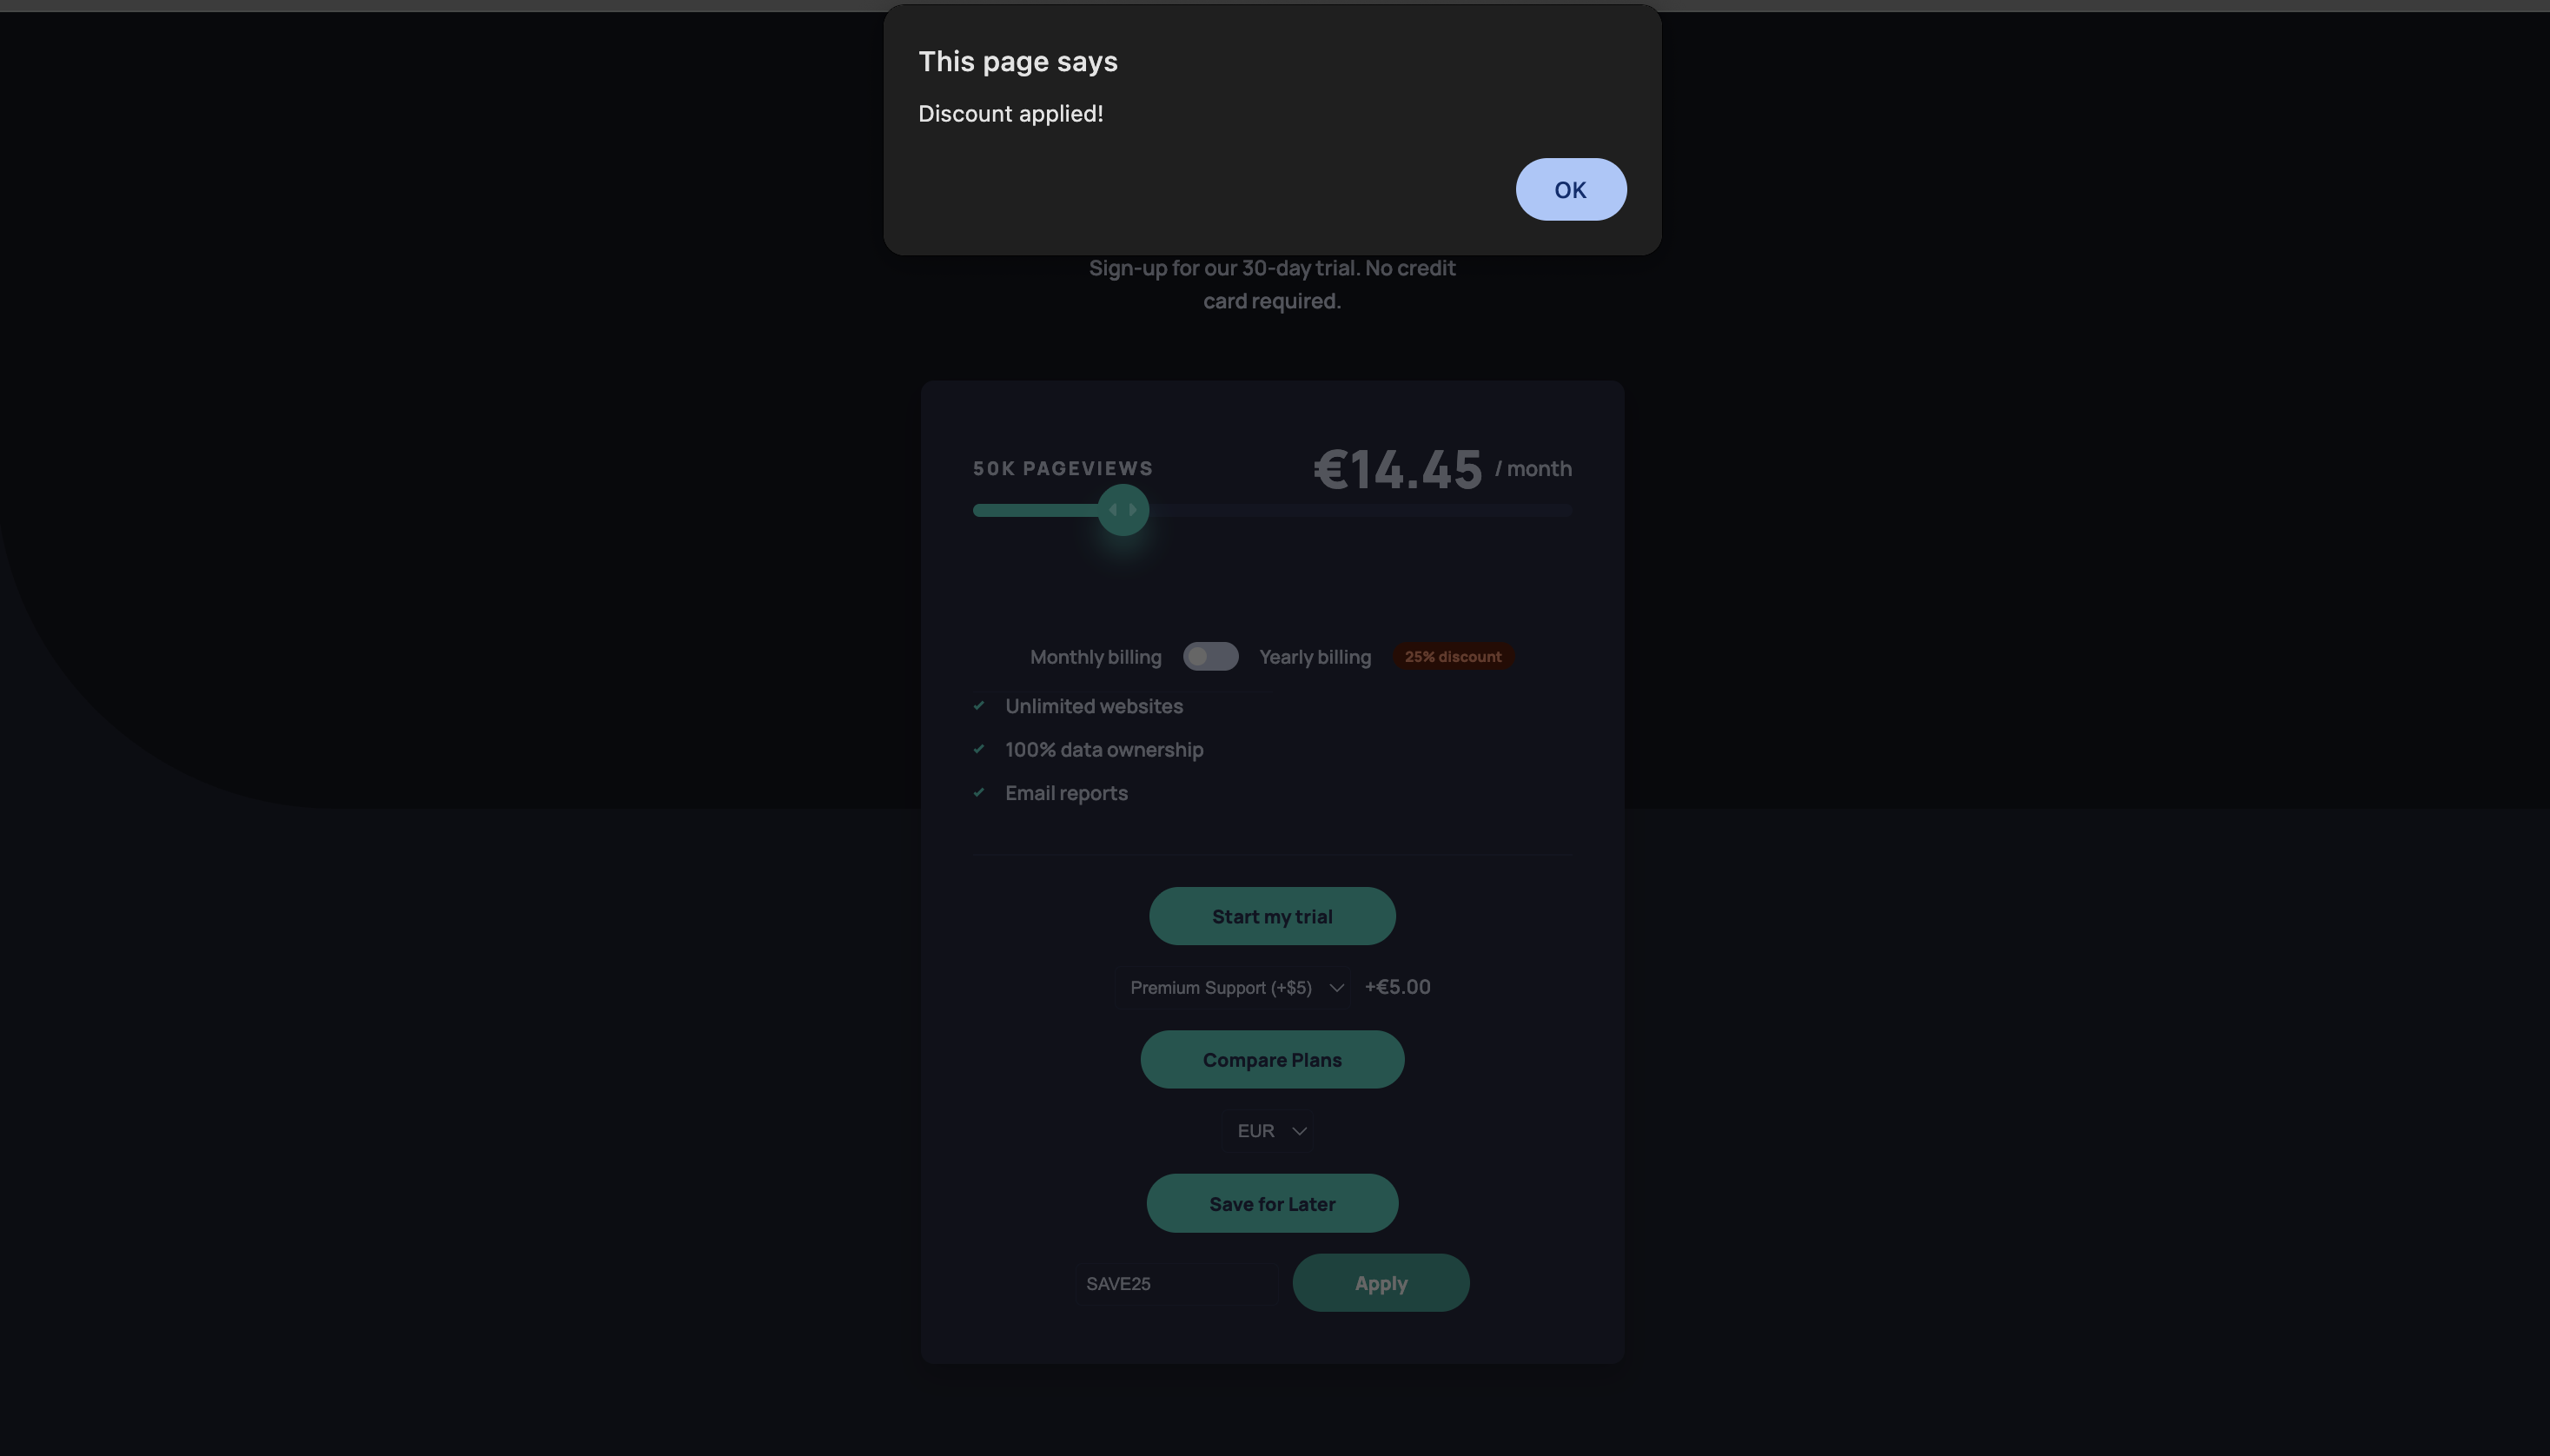 This page says
Discount applied!
OK
Sign-up for our 30-day trial. No credit
card required.
50K PAGEVIEWS
€14.45 / month
Monthly billing
Yearly billing
25% discount
Unlimited websites
100% data ownership
Email reports
Start my trial
Premium Support (+$5)
+€5.00
Compare Plans
EUR
Save for Later
SAVE25
Apply